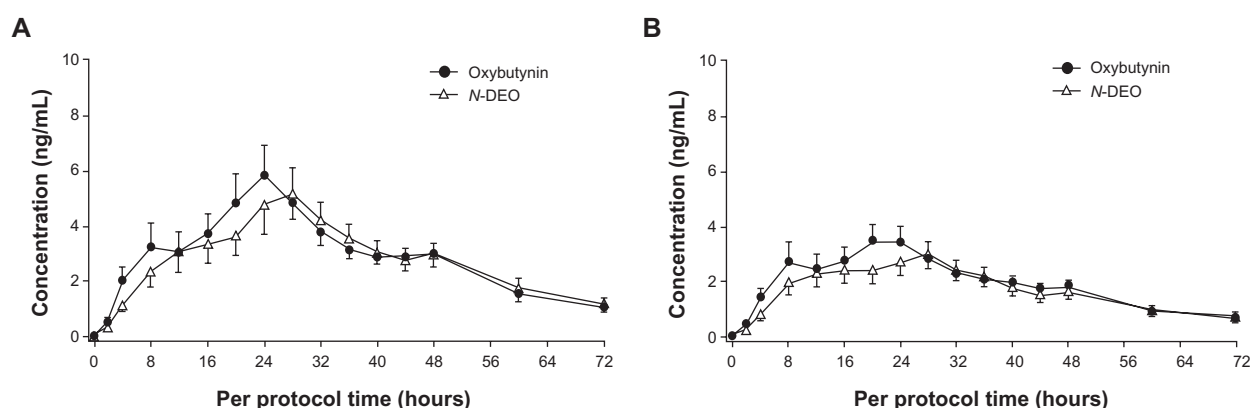 A
10
8
6
4
2
0
Concentration (ng/mL)
Oxybutynin
N-DEO
0 8 16 24 32 40 48 56 64 72
Per protocol time (hours)
B
10
8
6
4
2
0
Concentration (ng/mL)
Oxybutynin
N-DEO
0 8 16 24 32 40 48 56 64 72
Per protocol time (hours)